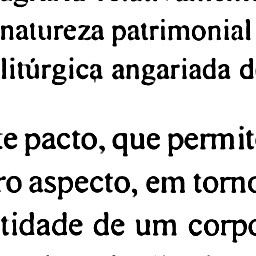 natureza patrimonial
litúrgica angariada d
te pacto, que permit
ro aspecto, em torno
tidade de um corpo